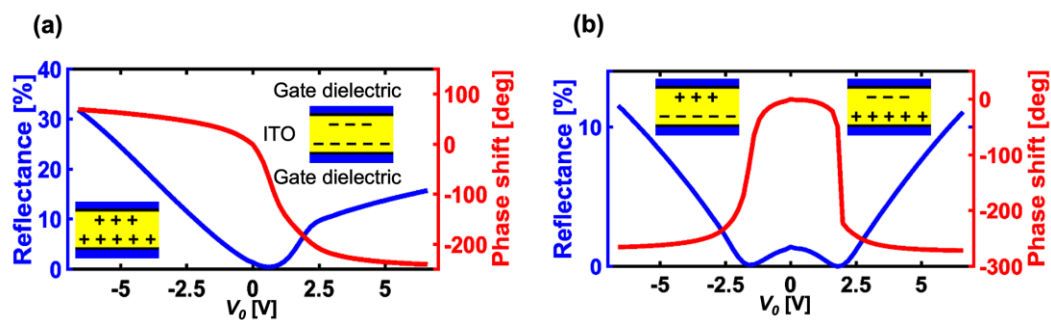 (a)
Reflectance [%]
40
30
20
10
0
-5
-2.5
0
2.5
5
V0 [V]
100
0
-100
-200
Phase shift [deg]
Gate dielectric
ITO
− − −
− − − − −
Gate dielectric
+ + +
+ + + + +
(b)
Reflectance [%]
10
0
-5
-2.5
0
2.5
5
V0 [V]
0
-100
-200
-300
Phase shift [deg]
+ + +
− − − − −
− − −
+ + + + +